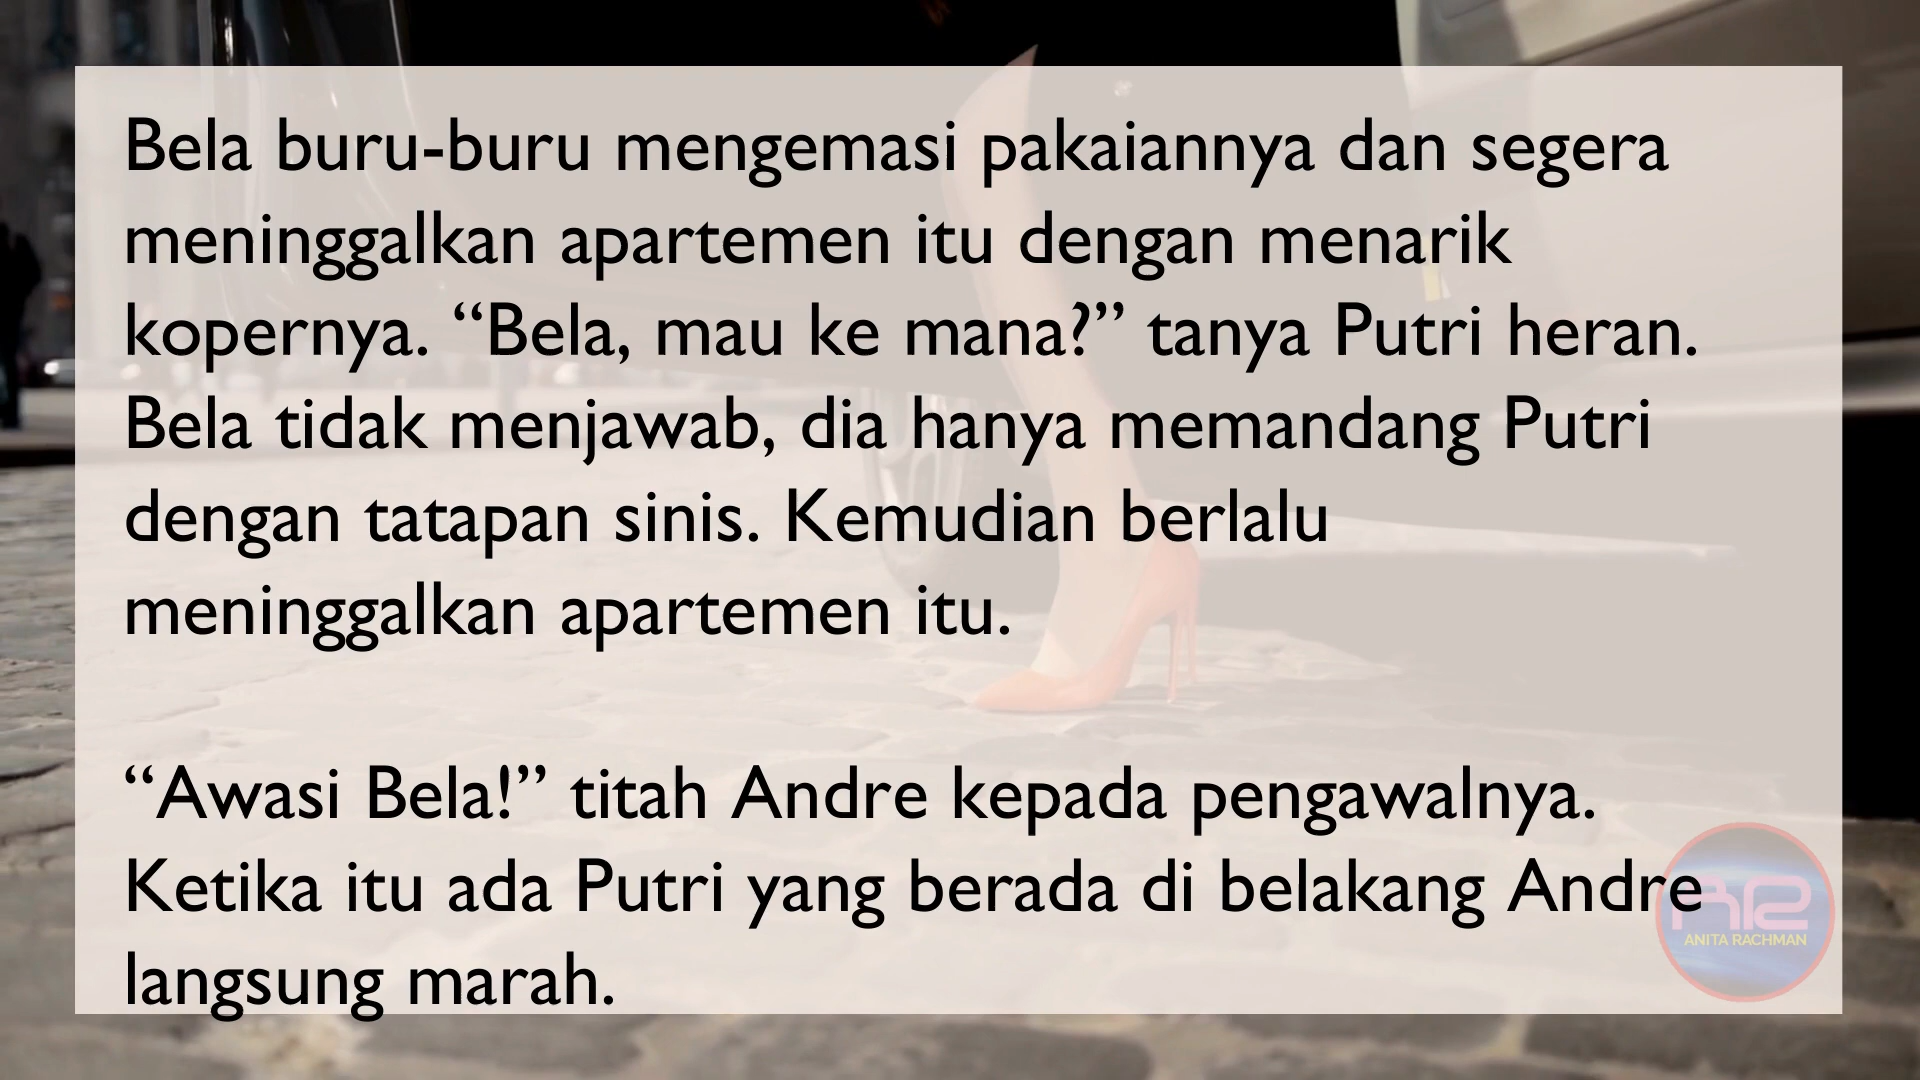 Bela buru-buru mengemasi pakaiannya dan segera
meninggalkan apartemen itu dengan menarik
kopernya. “Bela, mau ke mana?” tanya Putri heran.
Bela tidak menjawab, dia hanya memandang Putri
dengan tatapan sinis. Kemudian berlalu
meninggalkan apartemen itu.
“Awasi Bela!” titah Andre kepada pengawalnya.
Ketika itu ada Putri yang berada di belakang Andre
langsung marah.
ANITA RACHMAN